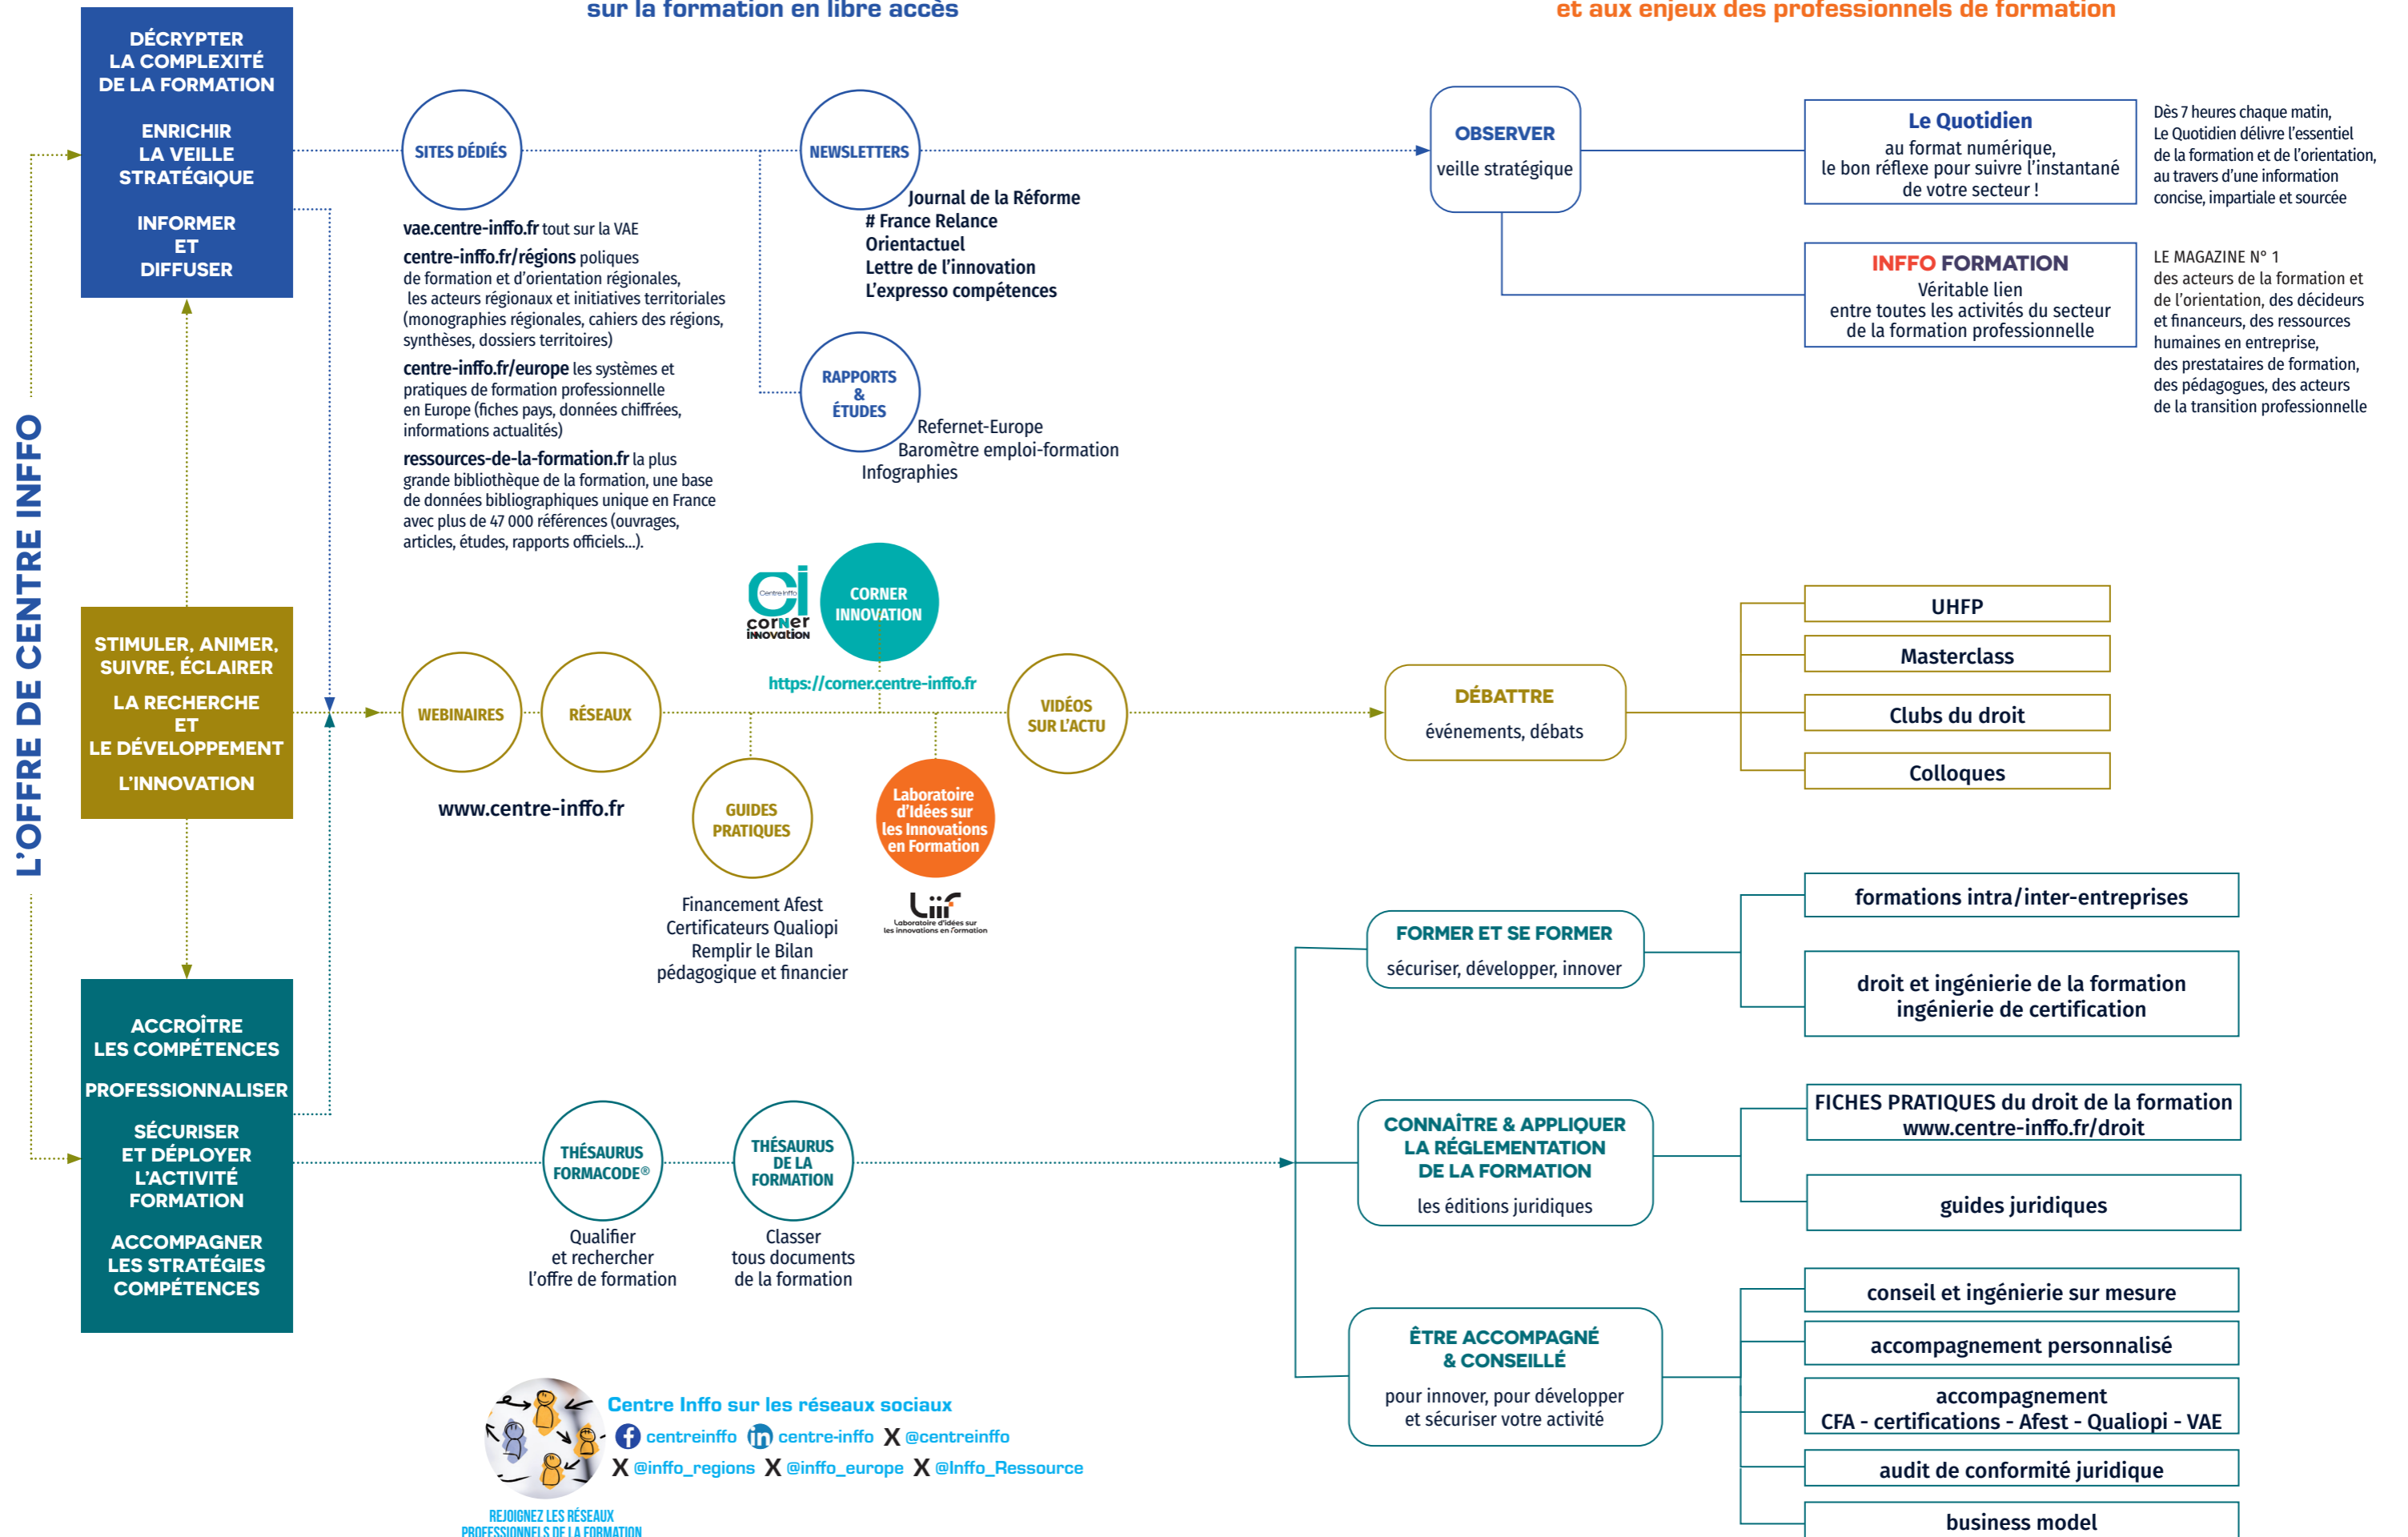 sur la formation en libre accès
et aux enjeux des professionnels de formation
L'OFFRE DE CENTRE INFFO
DÉCRYPTER
LA COMPLEXITÉ
DE LA FORMATION
ENRICHIR
LA VEILLE
STRATÉGIQUE
INFORMER
ET
DIFFUSER
SITES DÉDIÉS
vae.centre-inffo.fr tout sur la VAE
centre-inffo.fr/régions poliques
de formation et d'orientation régionales,
les acteurs régionaux et initiatives territoriales
(monographies régionales, cahiers des régions,
synthèses, dossiers territoires)
centre-inffo.fr/europe les systèmes et
pratiques de formation professionnelle
en Europe (fiches pays, données chiffrées,
informations actualités)
ressources-de-la-formation.fr la plus
grande bibliothèque de la formation, une base
de données bibliographiques unique en France
avec plus de 47 000 références (ouvrages,
articles, études, rapports officiels...).
NEWSLETTERS
Journal de la Réforme
# France Relance
Orientactuel
Lettre de l'innovation
L'expresso compétences
RAPPORTS
&
ÉTUDES
Refernet-Europe
Baromètre emploi-formation
Infographies
OBSERVER
veille stratégique
Le Quotidien
au format numérique,
le bon réflexe pour suivre l'instantané
de votre secteur !
Dès 7 heures chaque matin,
Le Quotidien délivre l'essentiel
de la formation et de l'orientation,
au travers d'une information
concise, impartiale et sourcée
INFFO FORMATION
Véritable lien
entre toutes les activités du secteur
de la formation professionnelle
LE MAGAZINE N° 1
des acteurs de la formation et
de l'orientation, des décideurs
et financeurs, des ressources
humaines en entreprise,
des prestataires de formation,
des pédagogues, des acteurs
de la transition professionnelle
STIMULER, ANIMER,
SUIVRE, ÉCLAIRER
LA RECHERCHE
ET
LE DÉVELOPPEMENT
L'INNOVATION
WEBINAIRES
RÉSEAUX
www.centre-inffo.fr
Ci
Centre Inffo
corner
innovation
CORNER
INNOVATION
https://corner.centre-inffo.fr
GUIDES
PRATIQUES
Financement Afest
Certificateurs Qualiopi
Remplir le Bilan
pédagogique et financier
Laboratoire
d'Idées sur
les Innovations
en Formation
Liif
Laboratoire d'idées sur
les innovations en formation
VIDÉOS
SUR L'ACTU
DÉBATTRE
événements, débats
UHFP
Masterclass
Clubs du droit
Colloques
ACCROÎTRE
LES COMPÉTENCES
PROFESSIONNALISER
SÉCURISER
ET DÉPLOYER
L'ACTIVITÉ
FORMATION
ACCOMPAGNER
LES STRATÉGIES
COMPÉTENCES
THÉSAURUS
FORMACODE®
Qualifier
et rechercher
l'offre de formation
THÉSAURUS
DE LA
FORMATION
Classer
tous documents
de la formation
FORMER ET SE FORMER
sécuriser, développer, innover
formations intra/inter-entreprises
droit et ingénierie de la formation
ingénierie de certification
CONNAÎTRE & APPLIQUER
LA RÉGLEMENTATION
DE LA FORMATION
les éditions juridiques
FICHES PRATIQUES du droit de la formation
www.centre-inffo.fr/droit
guides juridiques
ÊTRE ACCOMPAGNÉ
& CONSEILLÉ
pour innover, pour développer
et sécuriser votre activité
conseil et ingénierie sur mesure
accompagnement personnalisé
accompagnement
CFA - certifications - Afest - Qualiopi - VAE
audit de conformité juridique
business model
Centre Inffo sur les réseaux sociaux
f centreinffo in centre-inffo X @centreinffo
X @inffo_regions X @inffo_europe X @Inffo_Ressource
REJOIGNEZ LES RÉSEAUX
PROFESSIONNELS DE LA FORMATION